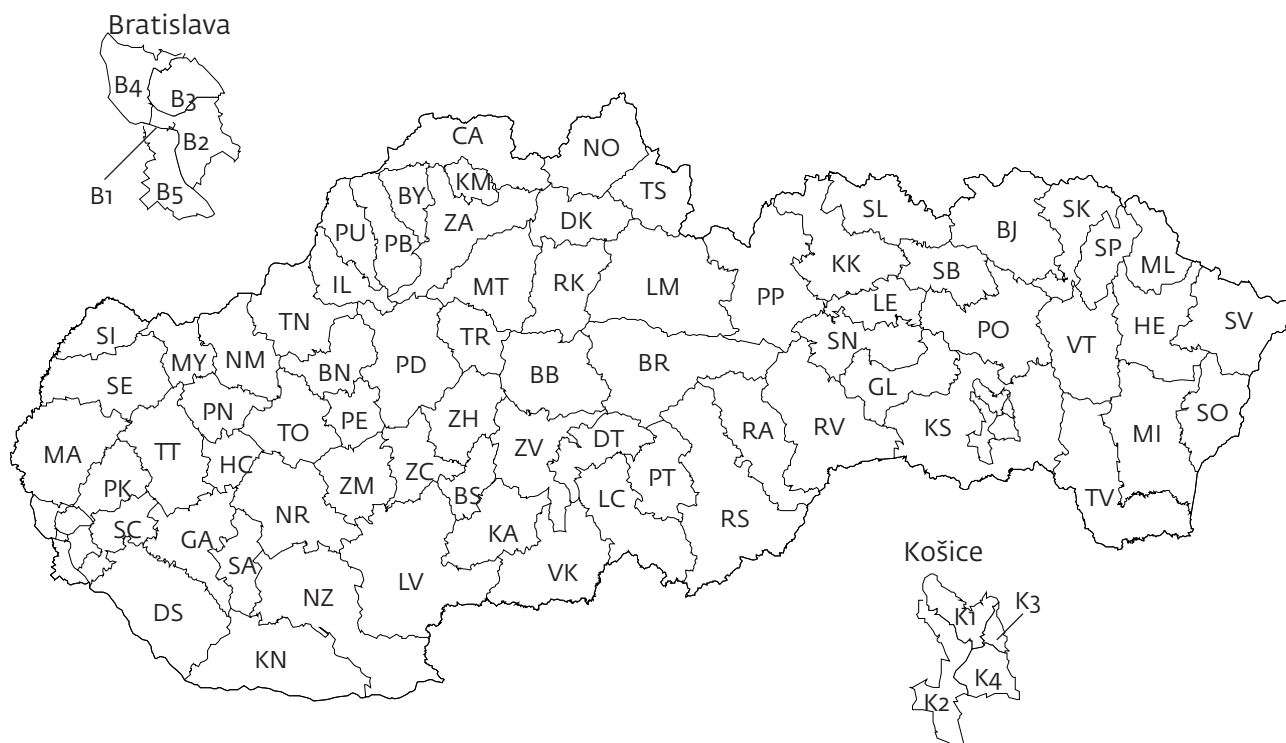 Bratislava
B4
B3
B2
B1
B5
CA
NO
KM
TS
BY
ZA
DK
SL
SK
PU
PB
BJ
SP
KK
SB
ML
IL
MT
RK
LM
PP
LE
TN
PO
HE
SV
SI
MY
NM
TR
SN
VT
BN
PD
BB
BR
SE
GL
PN
PE
ZH
SO
TO
DT
RA
RV
KS
MI
MA
TT
ZV
HC
ZC
PT
PK
ZM
BS
LC
TV
SC
NR
RS
GA
KA
SA
Košice
LV
VK
NZ
DS
K3
K1
KN
K4
K2